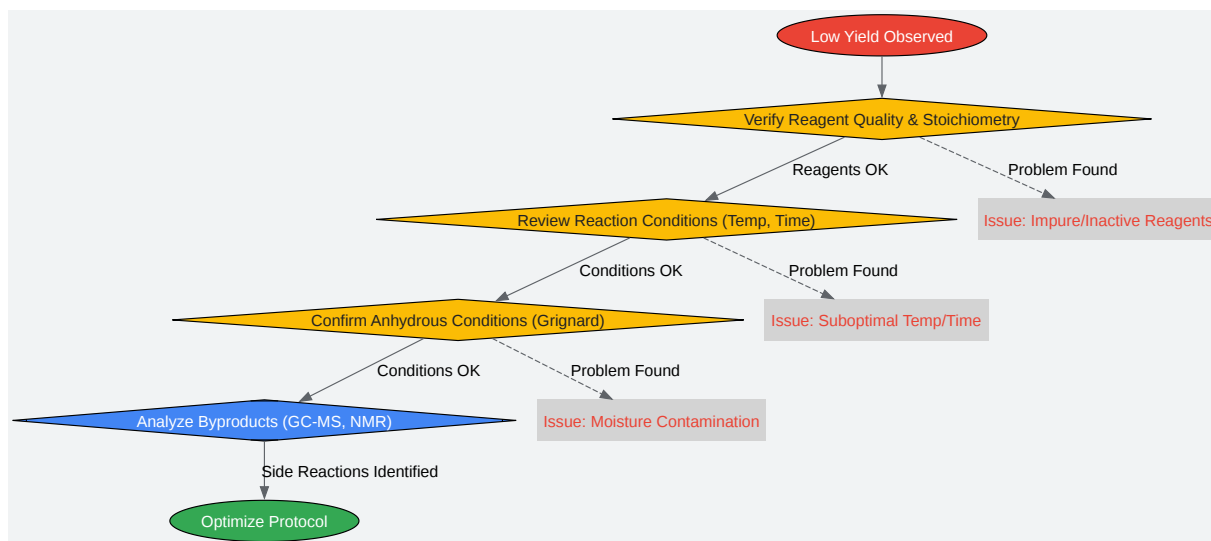 Low Yield Observed
Verify Reagent Quality & Stoichiometry
Reagents OK
Problem Found
Review Reaction Conditions (Temp, Time)
Issue: Impure/Inactive Reagents
Conditions OK
Problem Found
Confirm Anhydrous Conditions (Grignard)
Issue: Suboptimal Temp/Time
Conditions OK
Problem Found
Analyze Byproducts (GC-MS, NMR)
Issue: Moisture Contamination
Side Reactions Identified
Optimize Protocol